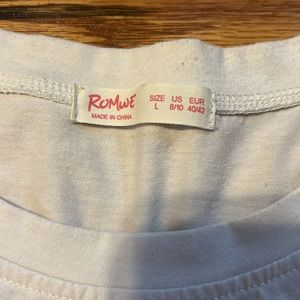 ROMWE SIZE US EUR
MADE IN CHINA L 8/10 40/42